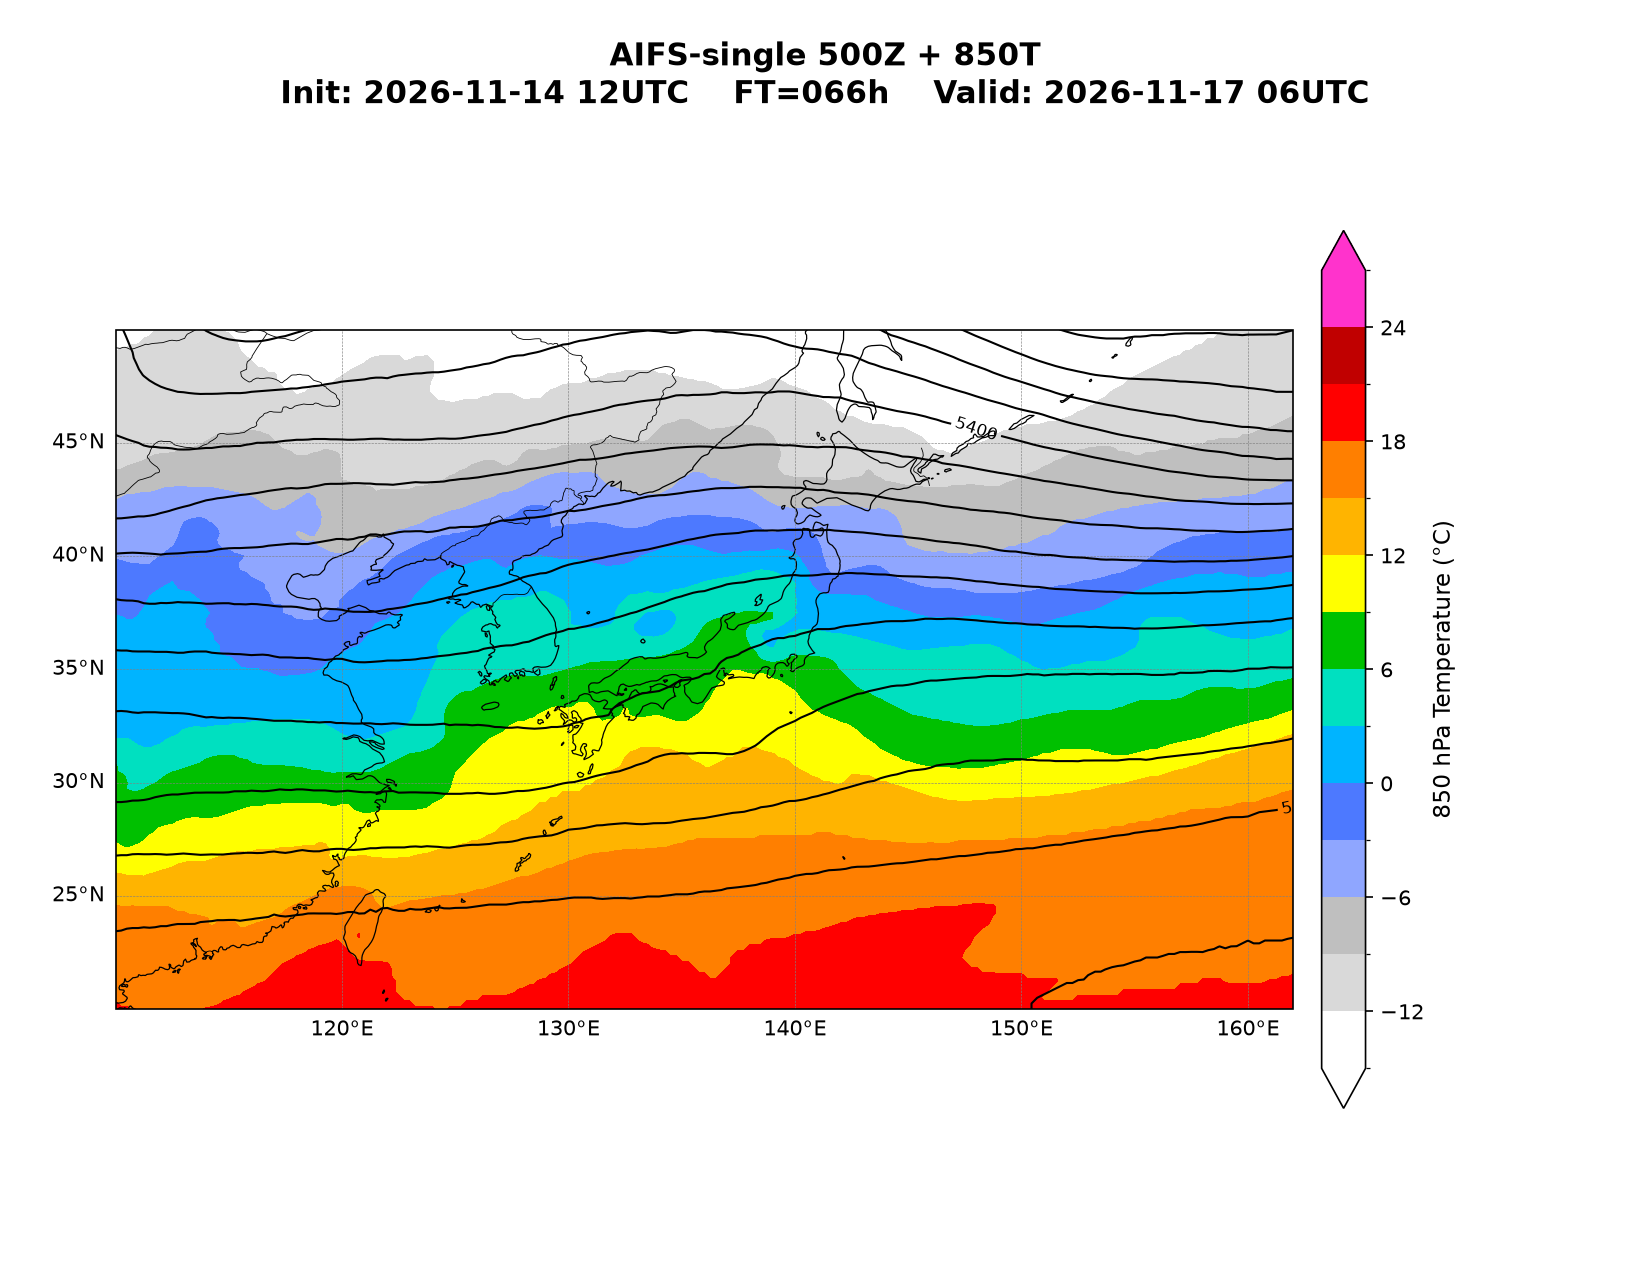 AIFS-single 500Z + 850T
Init: 2026-11-14 12UTC    FT=066h    Valid: 2026-11-17 06UTC
24
18
12
6
0
−6
−12
850 hPa Temperature (°C)
45°N
40°N
35°N
30°N
25°N
5400
5
120°E
130°E
140°E
150°E
160°E